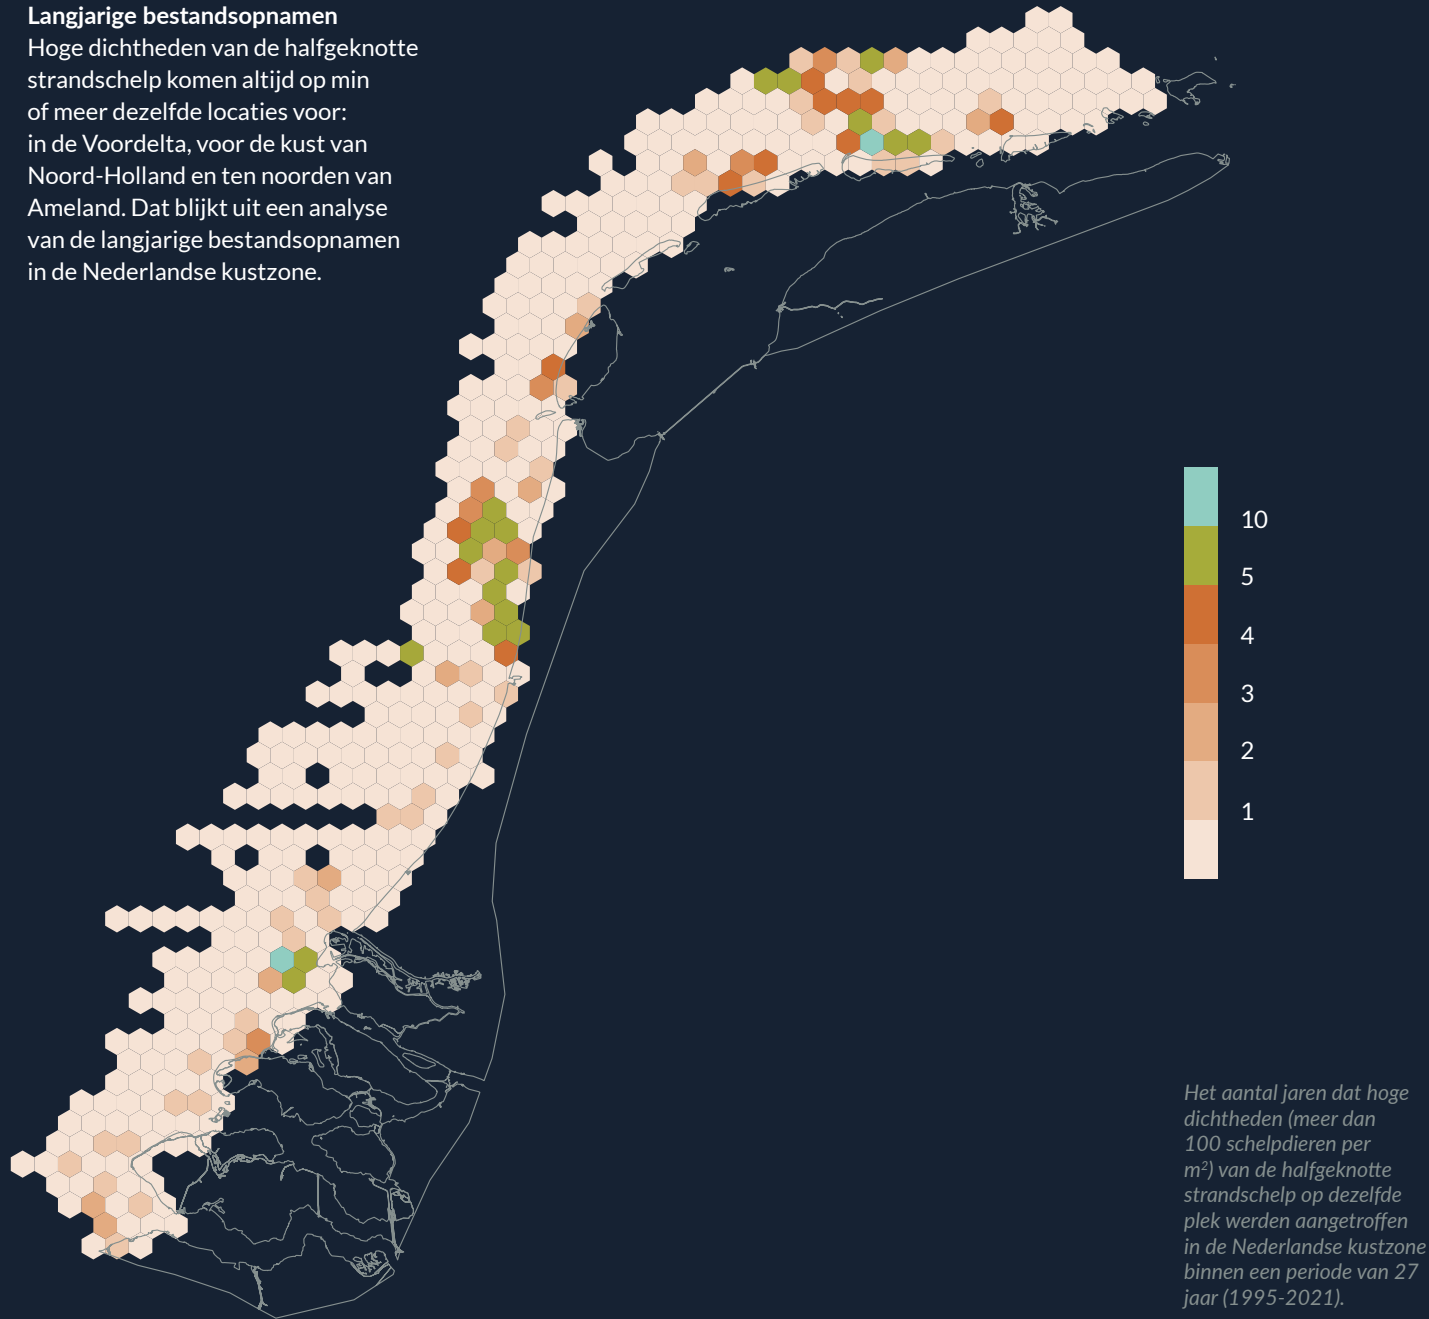 Langjarige bestandsopnamen
Hoge dichtheden van de halfgeknotte
strandschelp komen altijd op min
of meer dezelfde locaties voor:
in de Voordelta, voor de kust van
Noord-Holland en ten noorden van
Ameland. Dat blijkt uit een analyse
van de langjarige bestandsopnamen
in de Nederlandse kustzone.
10
5
4
3
2
1
Het aantal jaren dat hoge
dichtheden (meer dan
100 schelpdieren per
m²) van de halfgeknotte
strandschelp op dezelfde
plek werden aangetroffen
in de Nederlandse kustzone
binnen een periode van 27
jaar (1995-2021).